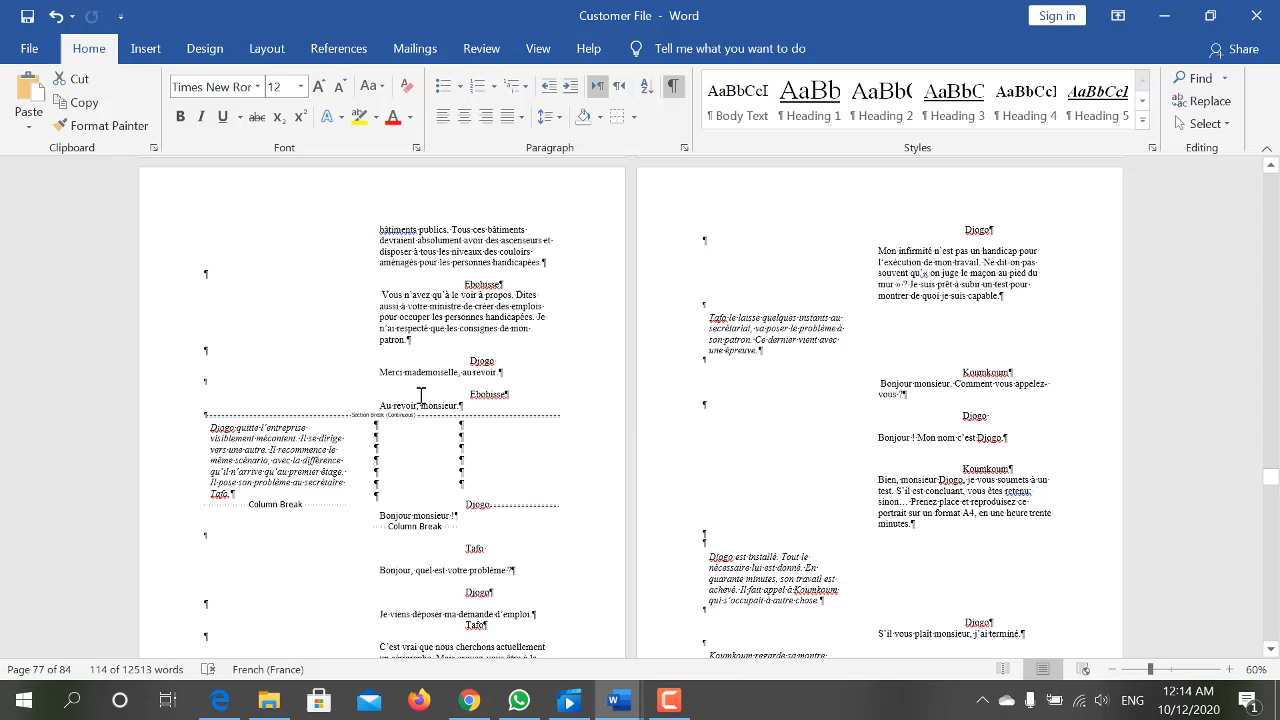 Customer File - Word
Sign in
File Home Insert Design Layout References Mailings Review View Help Tell me what you want to do Share
Paste
Cut
Copy
Format Painter
Clipboard
Times New Ror 12
Aa
B I U abc
Font
Paragraph
AaBbCcI AaBb AaBbC AaBbC AaBbCc] AaBbCc1
¶ Body Text ¶ Heading 1 ¶ Heading 2 ¶ Heading 3 ¶ Heading 4 ¶ Heading 5
Styles
Find
Replace
Select
Editing
bâtiments publics. Tous ces bâtiments
devraient absolument avoir des ascenseurs et
disposer à tous les niveaux des couloirs
aménagés pour les personnes handicapées.¶
Ebobisse¶
Vous n’avez qu’à le voir à propos. Dites
aussi à votre ministre de créer des emplois
pour occuper les personnes handicapées. Je
n’ai respecté que les consignes de mon
patron.¶
Djogo
Merci mademoiselle, au revoir.¶
Ebobisse¶
Au revoir, monsieur.¶
Section Break (Continuous)
Djogo quitte l’entreprise
visiblement mécontent. Il se dirige
vers une autre. Il recommence le
même scénario, avec la différence
qu’il n’arrive qu’au premier étage.
Il pose son problème au secrétaire
Tafo.¶
Column Break
Djogo
Bonjour monsieur !¶
Column Break
Tafo
Bonjour, quel est votre problème ?¶
Djogo¶
Je viens déposer ma demande d’emploi.¶
Tafo¶
C’est vrai que nous cherchons actuellement
Djogo¶
Mon infirmité n’est pas un handicap pour
l’exécution de mon travail. Ne dit-on pas
souvent qu’« on juge le maçon au pied du
mur » ? Je suis prêt à subir un test pour
montrer de quoi je suis capable.¶
Tafo le laisse quelques instants au
secrétariat, va poser le problème à
son patron. Ce dernier vient avec
une épreuve.¶
Koumkoum¶
Bonjour monsieur. Comment vous appelez-
vous ?¶
Djogo
Bonjour ! Mon nom c’est Djogo.¶
Koumkoum¶
Bien, monsieur Djogo, je vous soumets à un
test. S’il est concluant, vous êtes retenu;
sinon… Prenez place et reproduisez ce
portrait sur un format A4, en une heure trente
minutes.¶
Djogo est installé. Tout le
nécessaire lui est donné. En
quarante minutes, son travail est
achevé. Il fait appel à Koumkoum
qui s’occupait à autre chose.¶
Djogo¶
S’il vous plaît monsieur, j’ai terminé.¶
Koumkoum regarde sa montre
Page 77 of 84 114 of 12513 words French (France) 60%
ENG
12:14 AM
10/12/2020